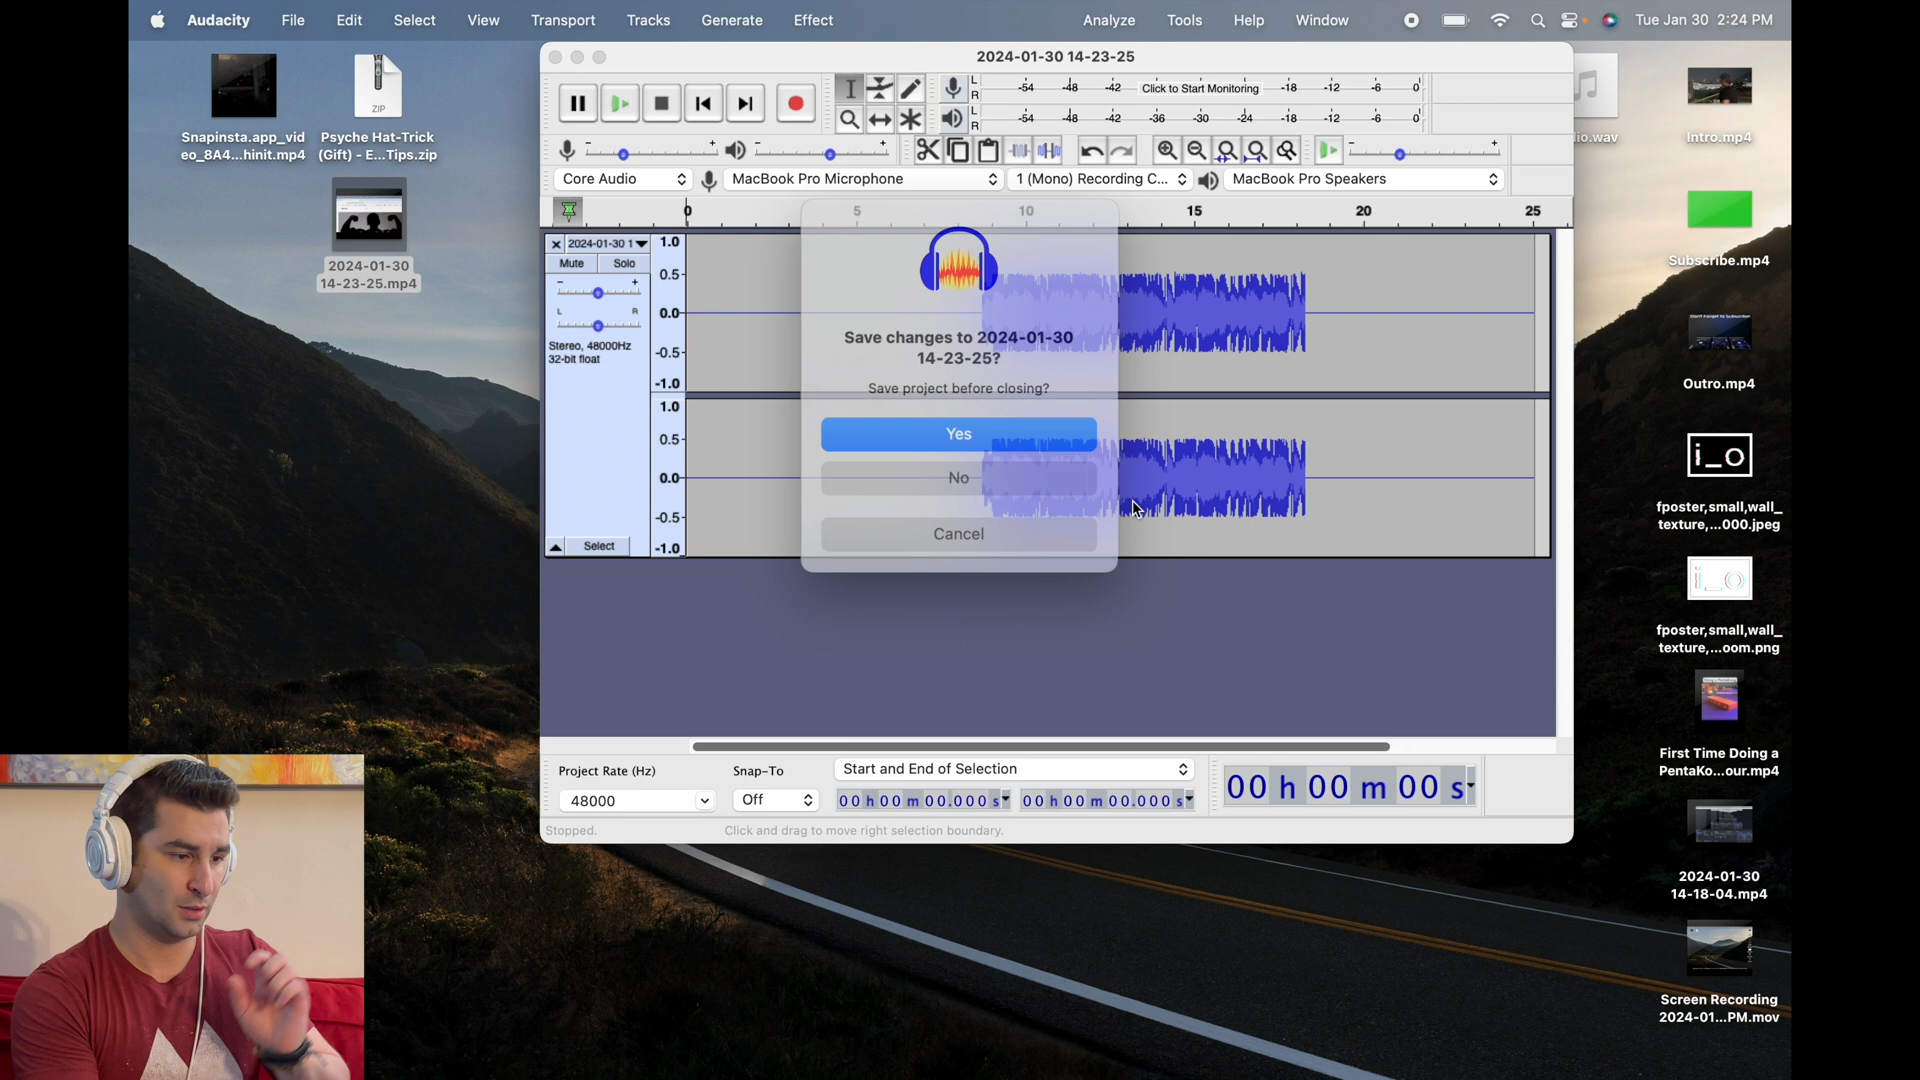 Audacity File Edit Select View Transport Tracks Generate Effect Analyze Tools Help Window Tue Jan 30 2:24 PM
2024-01-30 14-23-25
L
R
-54 -48 -42 Click to Start Monitoring -18 -12 -6 0
L
R
-54 -48 -42 -36 -30 -24 -18 -12 -6 0
- + - + - +
Core Audio MacBook Pro Microphone 1 (Mono) Recording C... MacBook Pro Speakers
0 5 10 15 20 25
2024-01-30 1
Mute Solo
- +
L R
Stereo, 48000Hz
32-bit float
Select
1.0
0.5
0.0
-0.5
-1.0
1.0
0.5
0.0
-0.5
-1.0
Save changes to 2024-01-30
14-23-25?
Save project before closing?
Yes
No
Cancel
Project Rate (Hz) Snap-To Start and End of Selection
48000 Off 00 h 00 m 00.000 s 00 h 00 m 00.000 s
00 h 00 m 00 s
Stopped. Click and drag to move right selection boundary.
Snapinsta.app_vid
eo_8A4...hinit.mp4
ZIP
Psyche Hat-Trick
(Gift) - E...Tips.zip
2024-01-30
14-23-25.mp4
io.wav
Intro.mp4
Subscribe.mp4
Don't Forget to Subscribe!
Outro.mp4
i_o
fposter,small,wall_
texture,...000.jpeg
i_o
fposter,small,wall_
texture,...oom.png
First Time Doing a
PentaKo...our.mp4
2024-01-30
14-18-04.mp4
Screen Recording
2024-01...PM.mov